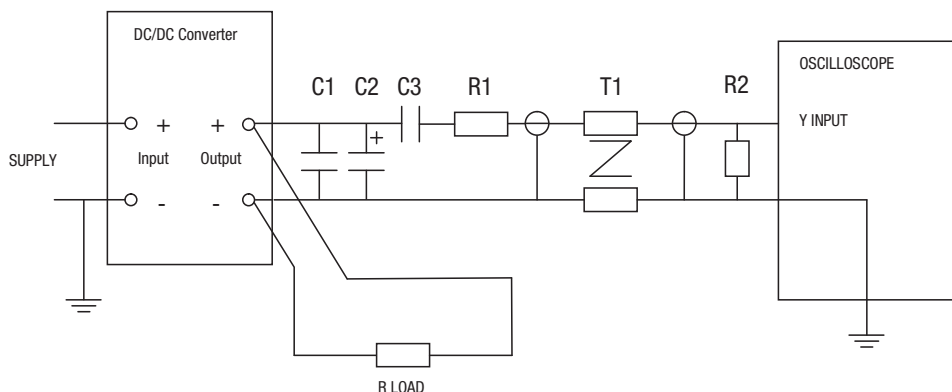 DC/DC Converter
OSCILLOSCOPE
C1 C2 C3 R1 T1 R2
+
+ + Y INPUT
SUPPLY Input Output
- -
R LOAD